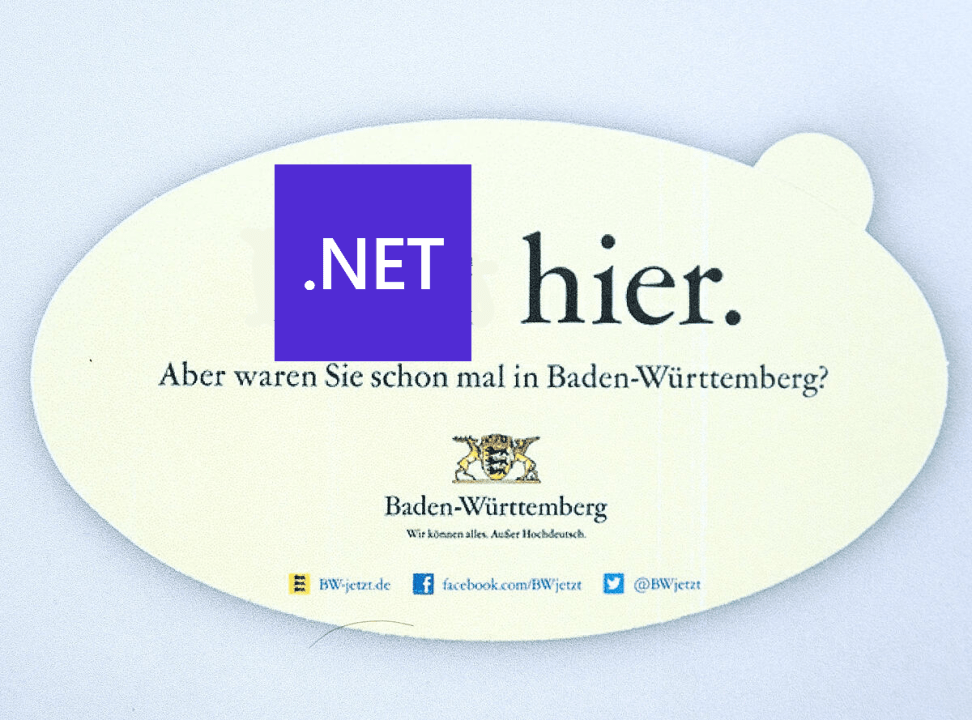 .NET hier.
Aber waren Sie schon mal in Baden-Württemberg?
Baden-Württemberg
Wir können alles. Außer Hochdeutsch.
BW-jetzt.de facebook.com/BWjetzt @BWjetzt